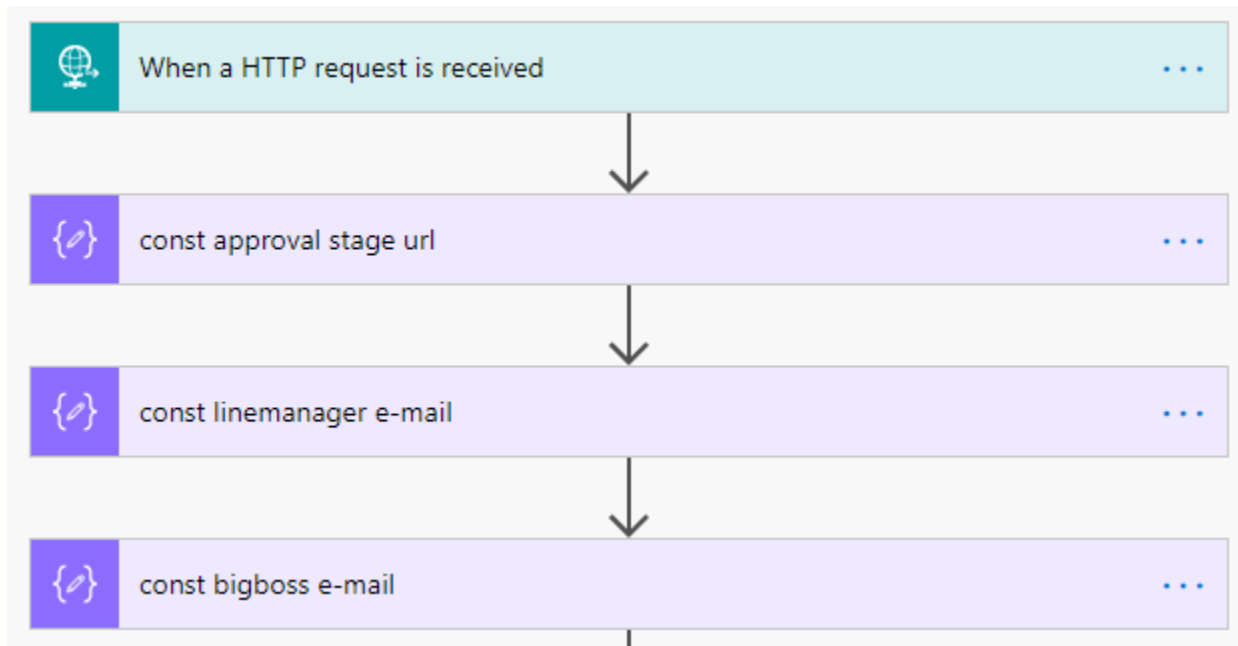 When a HTTP request is received
const approval stage url
const linemanager e-mail
const bigboss e-mail